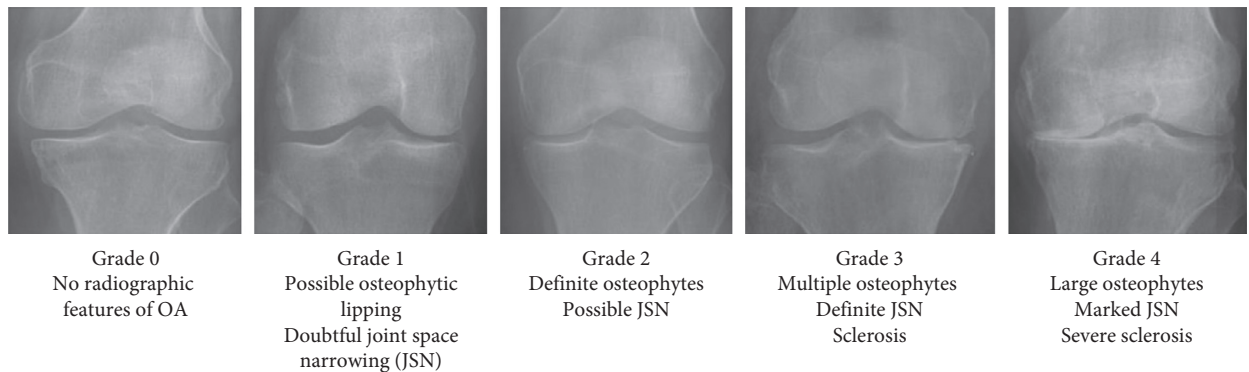 Grade 0
No radiographic
features of OA
Grade 1
Possible osteophytic
lipping
Doubtful joint space
narrowing (JSN)
Grade 2
Definite osteophytes
Possible JSN
Grade 3
Multiple osteophytes
Definite JSN
Sclerosis
Grade 4
Large osteophytes
Marked JSN
Severe sclerosis